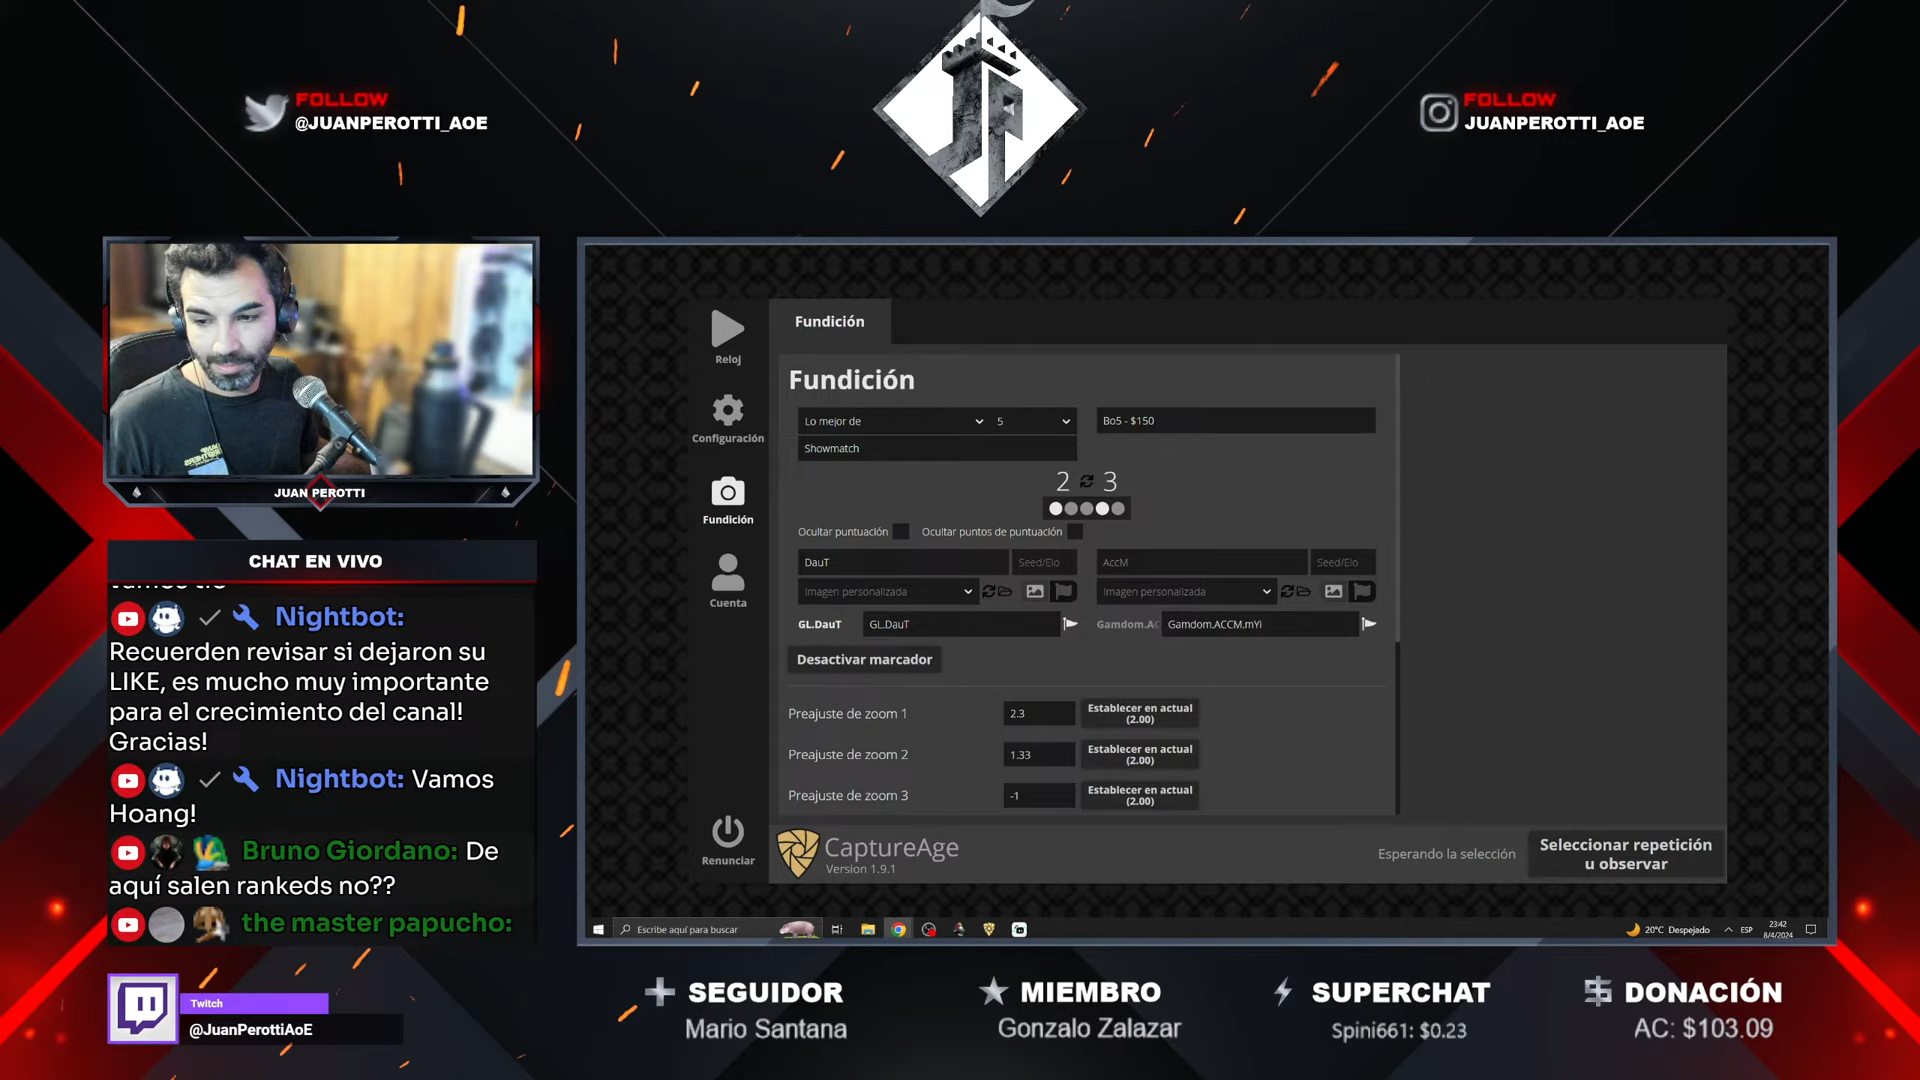 FOLLOW
@JUANPEROTTI_AOE
FOLLOW
JUANPEROTTI_AOE
JUAN PEROTTI
CHAT EN VIVO
Nightbot:
Recuerden revisar si dejaron su
LIKE, es mucho muy importante
para el crecimiento del canal!
Gracias!
Nightbot: Vamos
Hoang!
Bruno Giordano: De
aquí salen rankeds no??
the master papucho:
Twitch
@JuanPerottiAoE
Reloj
Configuración
Fundición
Cuenta
Renunciar
Fundición
Fundición
Lo mejor de
5
Bo5 - $150
Showmatch
2 3
Ocultar puntuación
Ocultar puntos de puntuación
DauT
Seed/Elo
AccM
Seed/Elo
Imagen personalizada
Imagen personalizada
GL.DauT
GL.DauT
Gamdom.AC
Gamdom.ACCM.mYi
Desactivar marcador
Preajuste de zoom 1
2.3
Establecer en actual
(2.00)
Preajuste de zoom 2
1.33
Establecer en actual
(2.00)
Preajuste de zoom 3
-1
Establecer en actual
(2.00)
CaptureAge
Version 1.9.1
Esperando la selección
Seleccionar repetición
u observar
Escribe aquí para buscar
20°C Despejado
ESP
23:42
8/4/2024
SEGUIDOR
Mario Santana
MIEMBRO
Gonzalo Zalazar
SUPERCHAT
Spini661: $0.23
DONACIÓN
AC: $103.09